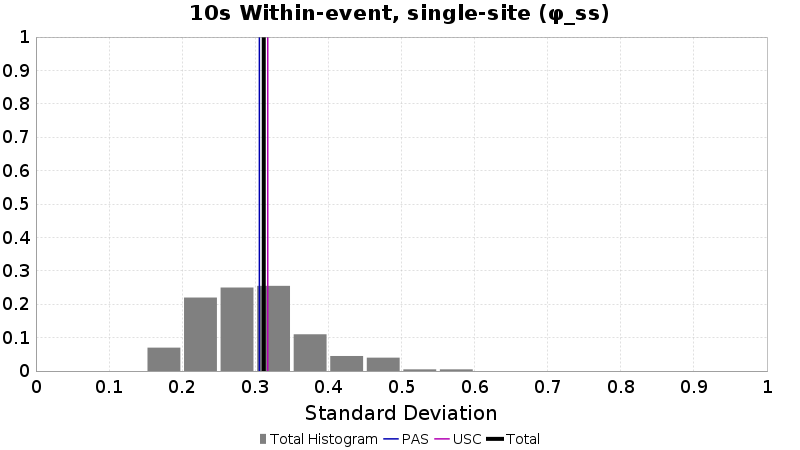 10s Within-event, single-site (φ_ss)
1
0.9
0.8
0.7
0.6
0.5
0.4
0.3
0.2
0.1
0
0 0.1 0.2 0.3 0.4 0.5 0.6 0.7 0.8 0.9 1
Standard Deviation
Total Histogram PAS USC Total